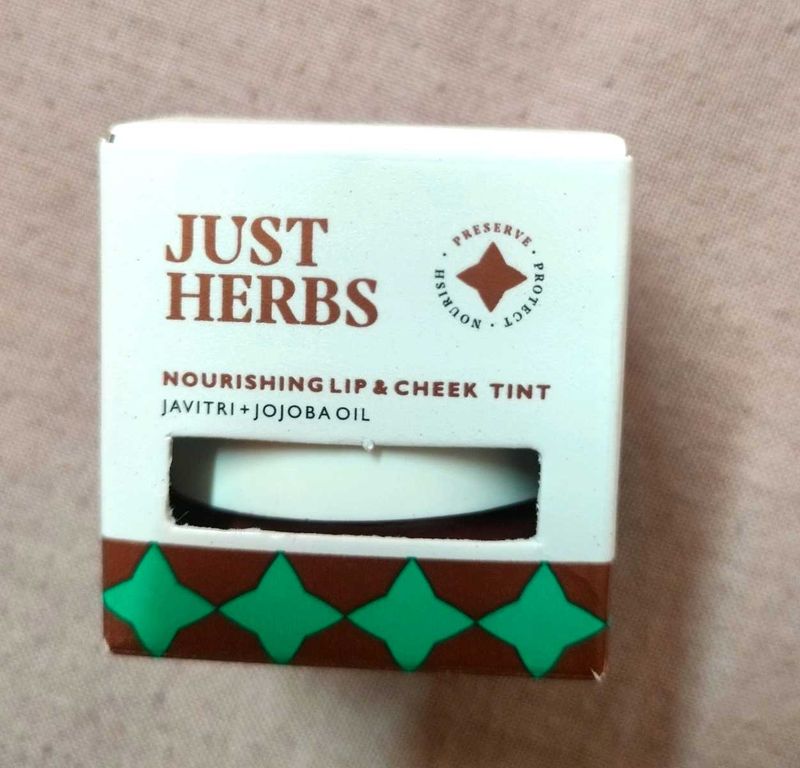 JUST
HERBS
PRESERVE · PROTECT · NOURISH ·
NOURISHING LIP & CHEEK TINT
JAVITRI + JOJOBA OIL